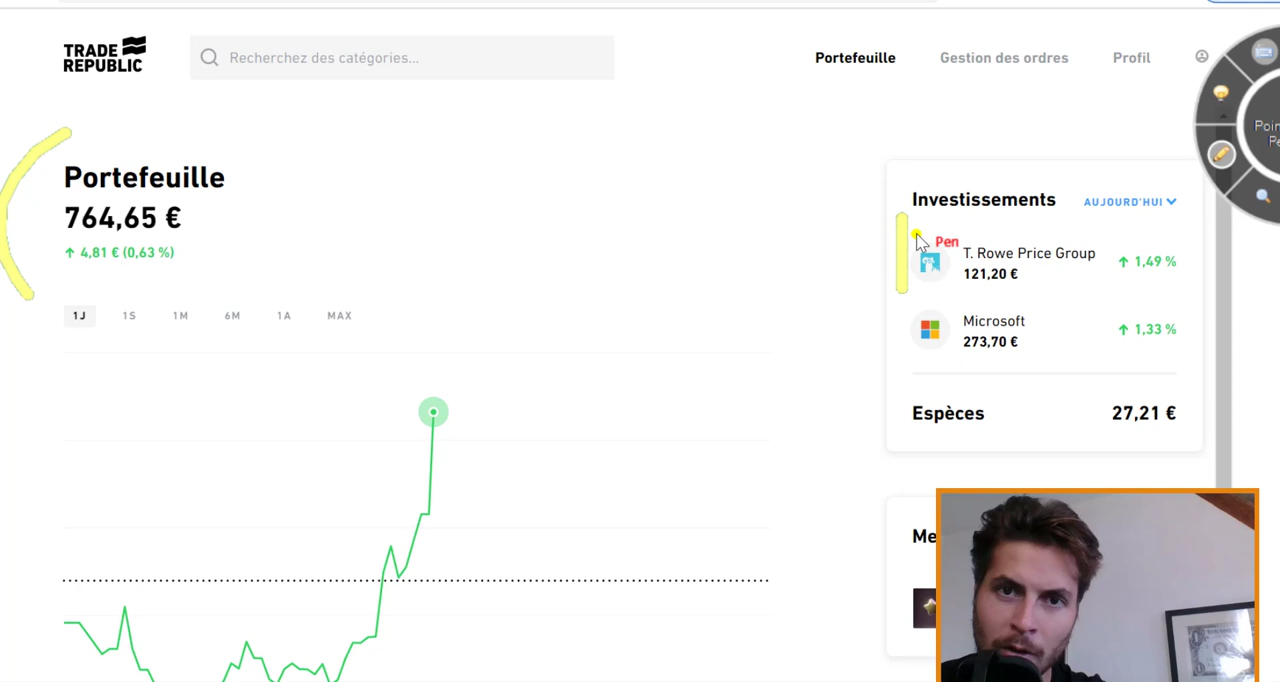 TRADE
REPUBLIC
Recherchez des catégories...
Portefeuille
Gestion des ordres
Profil
Portefeuille
764,65 €
4,81 € (0,63 %)
1J
1S
1M
6M
1A
MAX
Investissements
AUJOURD'HUI
Pen
T. Rowe Price Group
121,20 €
1,49 %
Microsoft
273,70 €
1,33 %
Espèces
27,21 €
Me
Poin
Pe